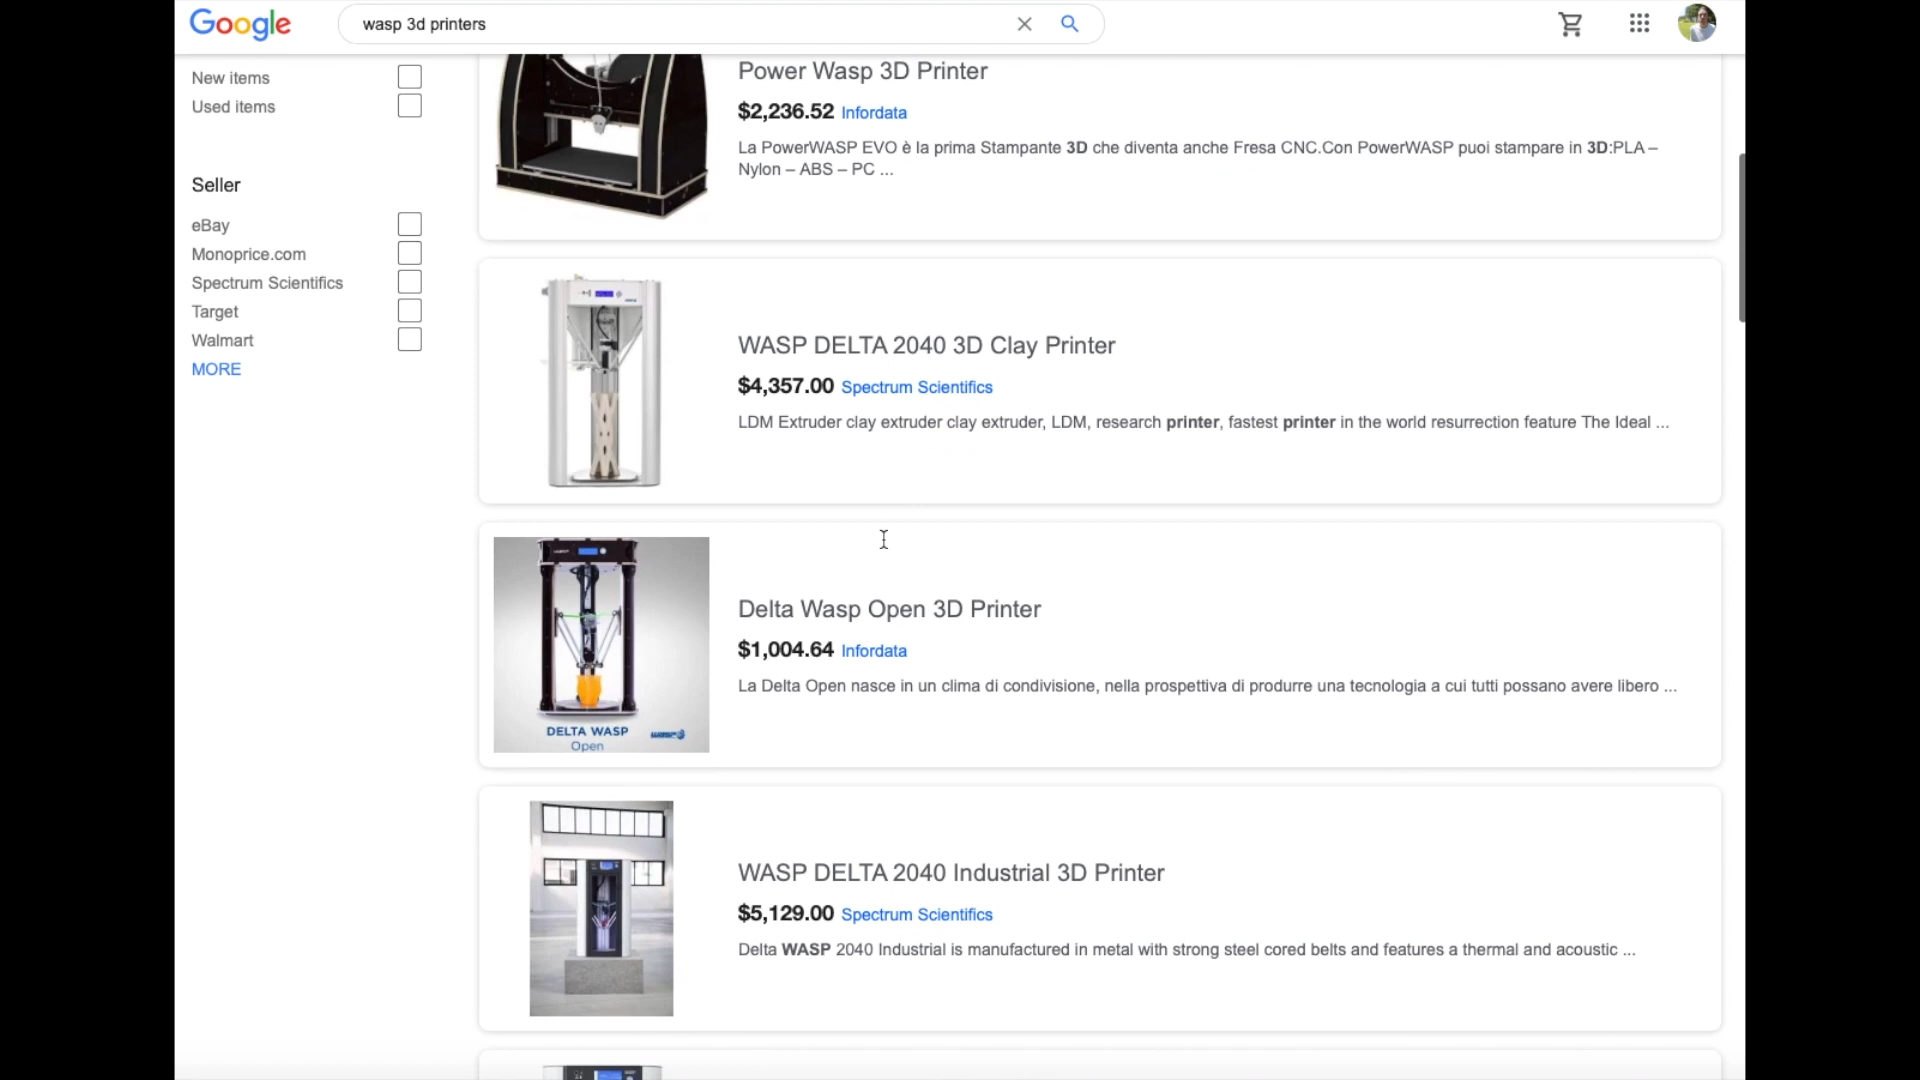 Google
wasp 3d printers
New items
Used items
Seller
eBay
Monoprice.com
Spectrum Scientifics
Target
Walmart
MORE
Power Wasp 3D Printer
$2,236.52 Infordata
La PowerWASP EVO è la prima Stampante 3D che diventa anche Fresa CNC.Con PowerWASP puoi stampare in 3D:PLA –
Nylon – ABS – PC ...
WASP DELTA 2040 3D Clay Printer
$4,357.00 Spectrum Scientifics
LDM Extruder clay extruder clay extruder, LDM, research printer, fastest printer in the world resurrection feature The Ideal ...
DELTA WASP
Open
Delta Wasp Open 3D Printer
$1,004.64 Infordata
La Delta Open nasce in un clima di condivisione, nella prospettiva di produrre una tecnologia a cui tutti possano avere libero ...
WASP DELTA 2040 Industrial 3D Printer
$5,129.00 Spectrum Scientifics
Delta WASP 2040 Industrial is manufactured in metal with strong steel cored belts and features a thermal and acoustic ...